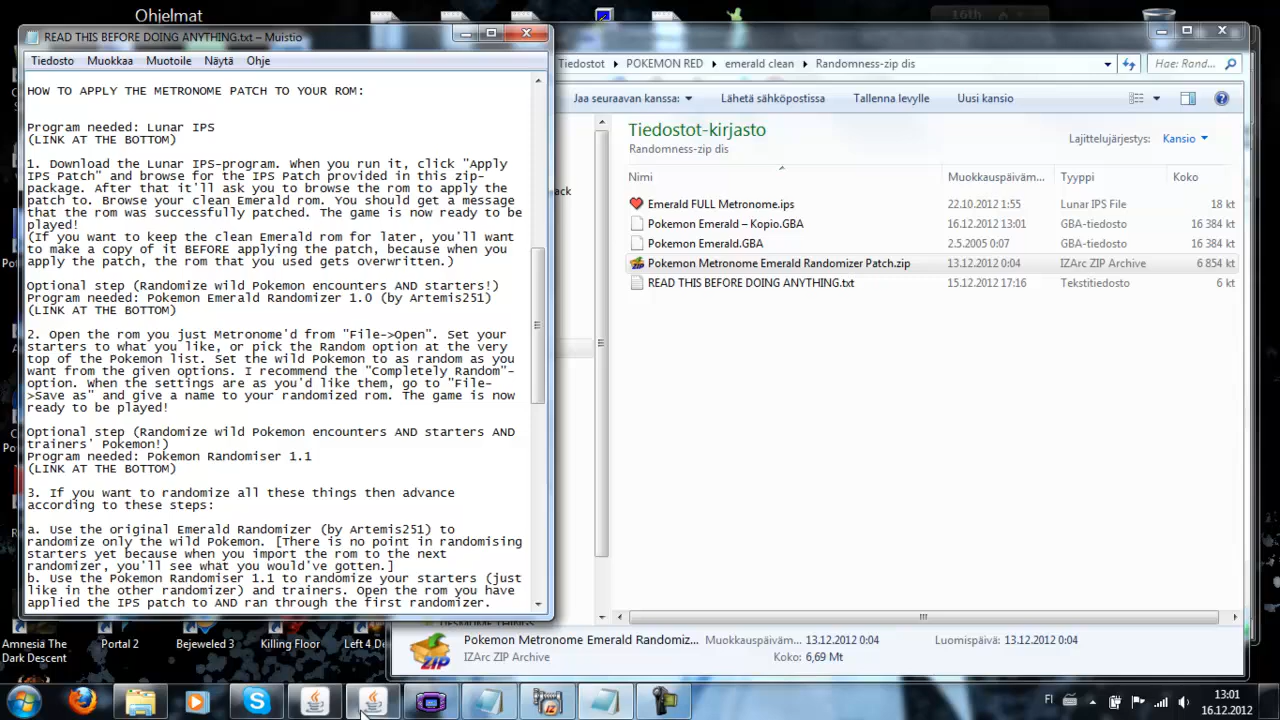 Ohjelmat
16th
READ THIS BEFORE DOING ANYTHING.txt – Muistio
Tiedosto Muokkaa Muotoile Näytä Ohje
HOW TO APPLY THE METRONOME PATCH TO YOUR ROM:
Program needed: Lunar IPS
(LINK AT THE BOTTOM)
1. Download the Lunar IPS-program. When you run it, click "Apply
IPS Patch" and browse for the IPS Patch provided in this zip-
package. After that it'll ask you to browse the rom to apply the
patch to. Browse your clean Emerald rom. You should get a message
that the rom was successfully patched. The game is now ready to be
played!
(If you want to keep the clean Emerald rom for later, you'll want
to make a copy of it BEFORE applying the patch, because when you
apply the patch, the rom that you used gets overwritten.)
Optional step (Randomize wild Pokemon encounters AND starters!)
Program needed: Pokemon Emerald Randomizer 1.0 (by Artemis251)
(LINK AT THE BOTTOM)
2. Open the rom you just Metronome'd from "File->Open". Set your
starters to what you like, or pick the Random option at the very
top of the Pokemon list. Set the wild Pokemon to as random as you
want from the given options. I recommend the "Completely Random"-
option. When the settings are as you'd like them, go to "File-
>Save as" and give a name to your randomized rom. The game is now
ready to be played!
Optional step (Randomize wild Pokemon encounters AND starters AND
trainers' Pokemon!)
Program needed: Pokemon Randomiser 1.1
(LINK AT THE BOTTOM)
3. If you want to randomize all these things then advance
according to these steps:
a. Use the original Emerald Randomizer (by Artemis251) to
randomize only the wild Pokemon. [There is no point in randomising
starters yet because when you import the rom to the next
randomizer, you'll see what you would've gotten.]
b. Use the Pokemon Randomiser 1.1 to randomize your starters (just
like in the other randomizer) and trainers. Open the rom you have
applied the IPS patch to AND ran through the first randomizer.
Tiedostot POKEMON RED emerald clean Randomness-zip dis
Hae: Rand...
Jaa seuraavan kanssa: Lähetä sähköpostissa Tallenna levylle Uusi kansio
Tiedostot-kirjasto
Randomness-zip dis
Lajittelujärjestys: Kansio
Nimi Muokkauspäiväm... Tyyppi Koko
Emerald FULL Metronome.ips 22.10.2012 1:55 Lunar IPS File 18 kt
Pokemon Emerald – Kopio.GBA 16.12.2012 13:01 GBA-tiedosto 16 384 kt
Pokemon Emerald.GBA 2.5.2005 0:07 GBA-tiedosto 16 384 kt
Pokemon Metronome Emerald Randomizer Patch.zip 13.12.2012 0:04 IZArc ZIP Archive 6 854 kt
READ THIS BEFORE DOING ANYTHING.txt 15.12.2012 17:16 Tekstitiedosto 6 kt
ack
Pokemon Metronome Emerald Randomiz... Muokkauspäiväm... 13.12.2012 0:04 Luomispäivä: 13.12.2012 0:04
IZArc ZIP Archive Koko: 6,69 Mt
ZIP
Amnesia The
Dark Descent
Portal 2
Bejeweled 3
Killing Floor
Left 4 De
FI
13:01
16.12.2012